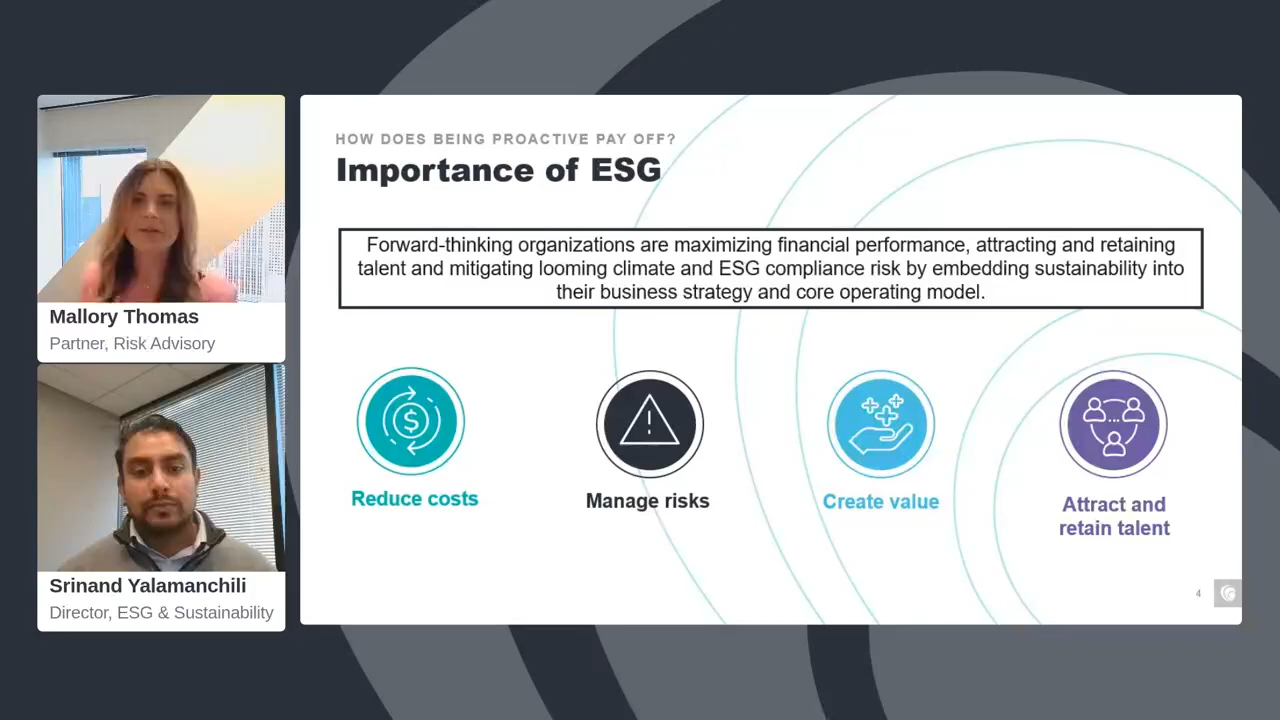 Mallory Thomas
Partner, Risk Advisory
Srinand Yalamanchili
Director, ESG & Sustainability
HOW DOES BEING PROACTIVE PAY OFF?
Importance of ESG
Forward-thinking organizations are maximizing financial performance, attracting and retaining
talent and mitigating looming climate and ESG compliance risk by embedding sustainability into
their business strategy and core operating model.
$
Reduce costs
Manage risks
Create value
Attract and
retain talent
4